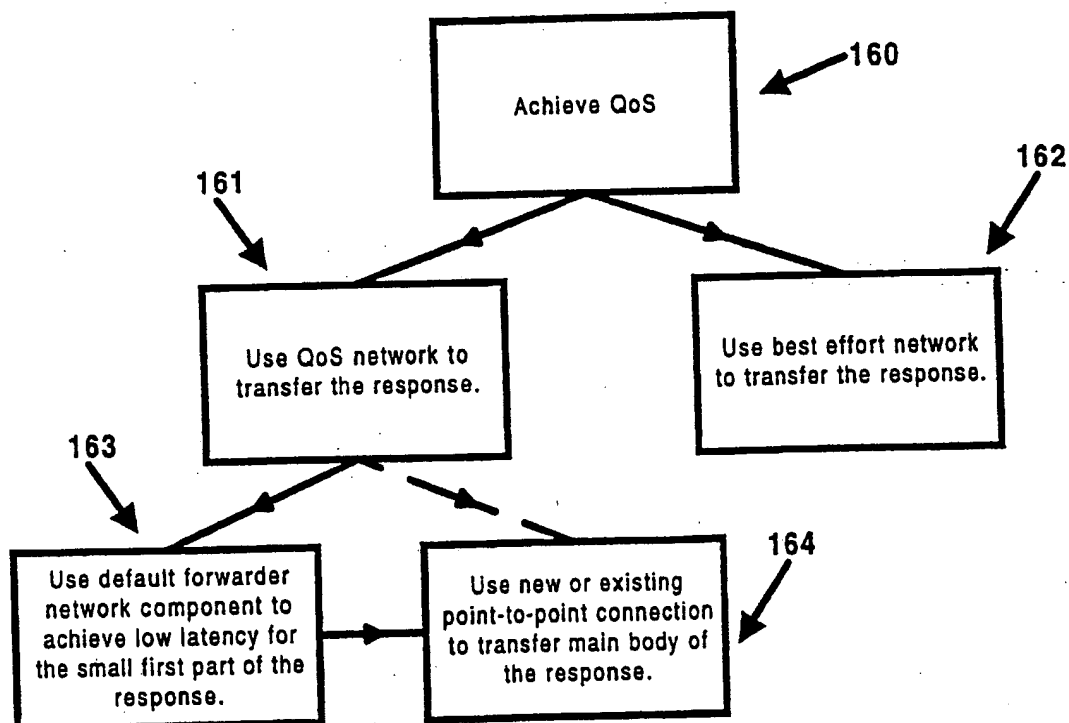 160
Achieve QoS
161
162
Use QoS network to
transfer the response.
Use best effort network
to transfer the response.
163
164
Use default forwarder
network component to
achieve low latency for
the small first part of the
response.
Use new or existing
point-to-point connection
to transfer main body of
the response.